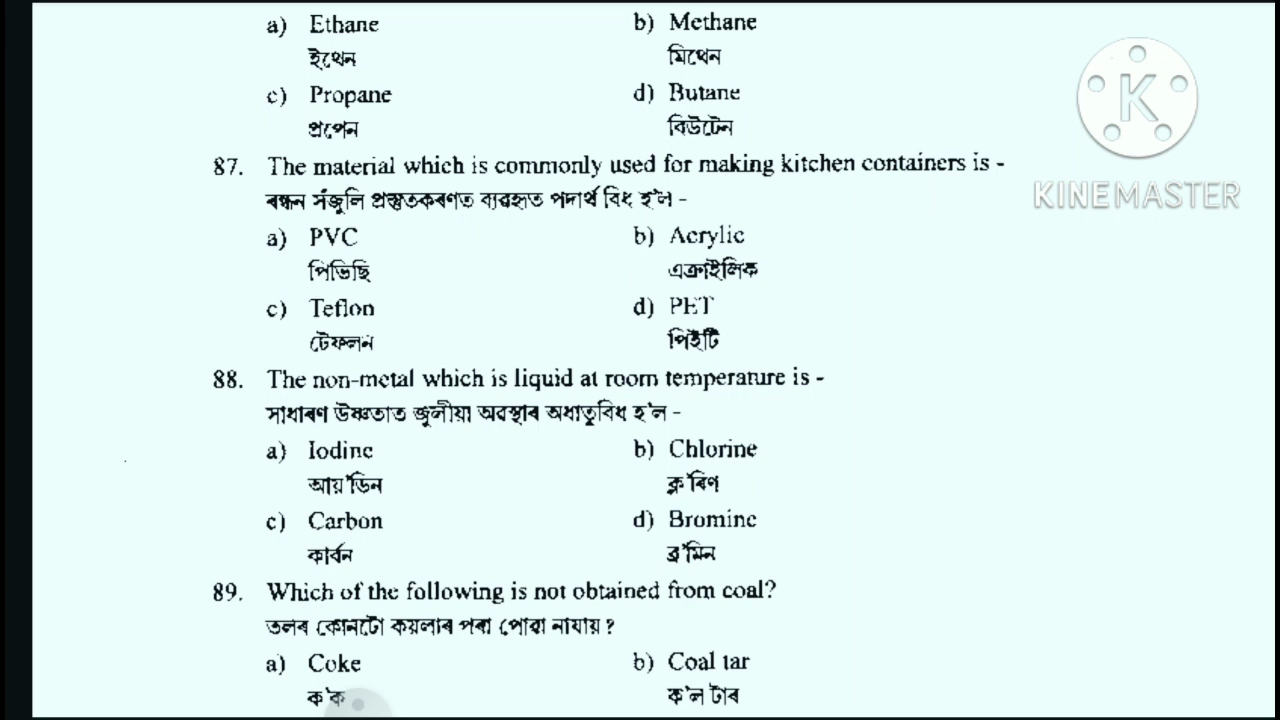 a) Ethane b) Methane
ইথেন মিথেন
c) Propane d) Butane
প্ৰপেন বিউটেন
87. The material which is commonly used for making kitchen containers is -
ৰন্ধন সঁজুলি প্ৰস্তুতকৰণত ব্যৱহৃত পদাৰ্থ বিধ হ'ল -
a) PVC b) Acrylic
পিভিছি এক্ৰাইলিক
c) Teflon d) PET
টেফলন পিইটি
88. The non-metal which is liquid at room temperature is -
সাধাৰণ উষ্ণতাত জুলীয়া অৱস্থাৰ অধাতুবিধ হ'ল -
a) Iodine b) Chlorine
আয়'ডিন ক্ল'ৰিণ
c) Carbon d) Bromine
কাৰ্বন ব্ৰ'মিন
89. Which of the following is not obtained from coal?
তলৰ কোনটো কয়লাৰ পৰা পোৱা নাযায় ?
a) Coke b) Coal tar
ক'ক ক'ল টাৰ
K
KINEMASTER